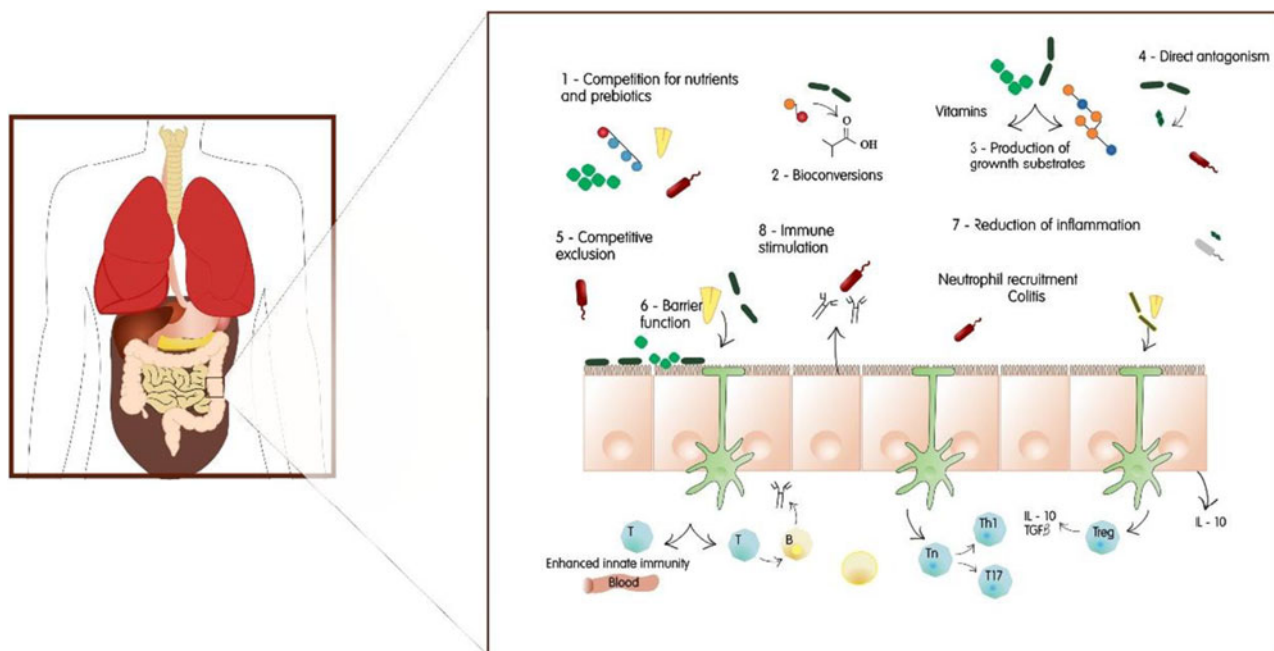 1 - Competition for nutrients
and prebiotics
O
OH
2 - Bioconversions
Vitamins
3 - Production of
grownth substrates
4 - Direct antagonism
5 - Competitive
exclusion
6 - Barrier
function
8 - Immune
stimulation
7 - Reduction of inflammation
Neutrophil recruitment
Colitis
T
T
B
Enhanced innate immunity
Blood
Tn
Th1
T17
IL - 10
TGFβ
Treg
IL - 10